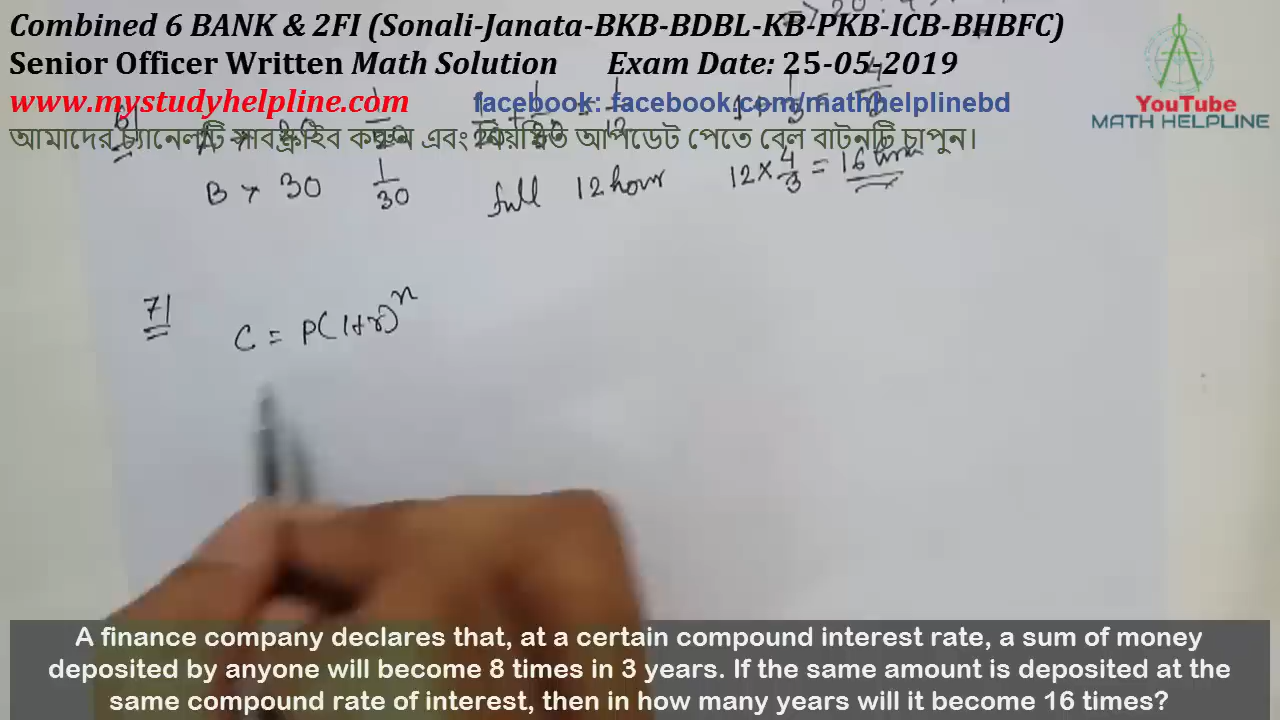 Combined 6 BANK & 2FI (Sonali-Janata-BKB-BDBL-KB-PKB-ICB-BHBFC)
Senior Officer Written Math Solution Exam Date: 25-05-2019
www.mystudyhelpline.com facebook: facebook.com/mathhelplinebd
আমাদের চ্যানেলটি সাবস্ক্রাইব করুন এবং নিয়মিত আপডেট পেতে বেল বাটনটি চাপুন।
YouTube
MATH HELPLINE
B → 30 1/30 full 12 hour 12 × 4/3 = 16
7|
C = P(1+r)^n
A finance company declares that, at a certain compound interest rate, a sum of money
deposited by anyone will become 8 times in 3 years. If the same amount is deposited at the
same compound rate of interest, then in how many years will it become 16 times?